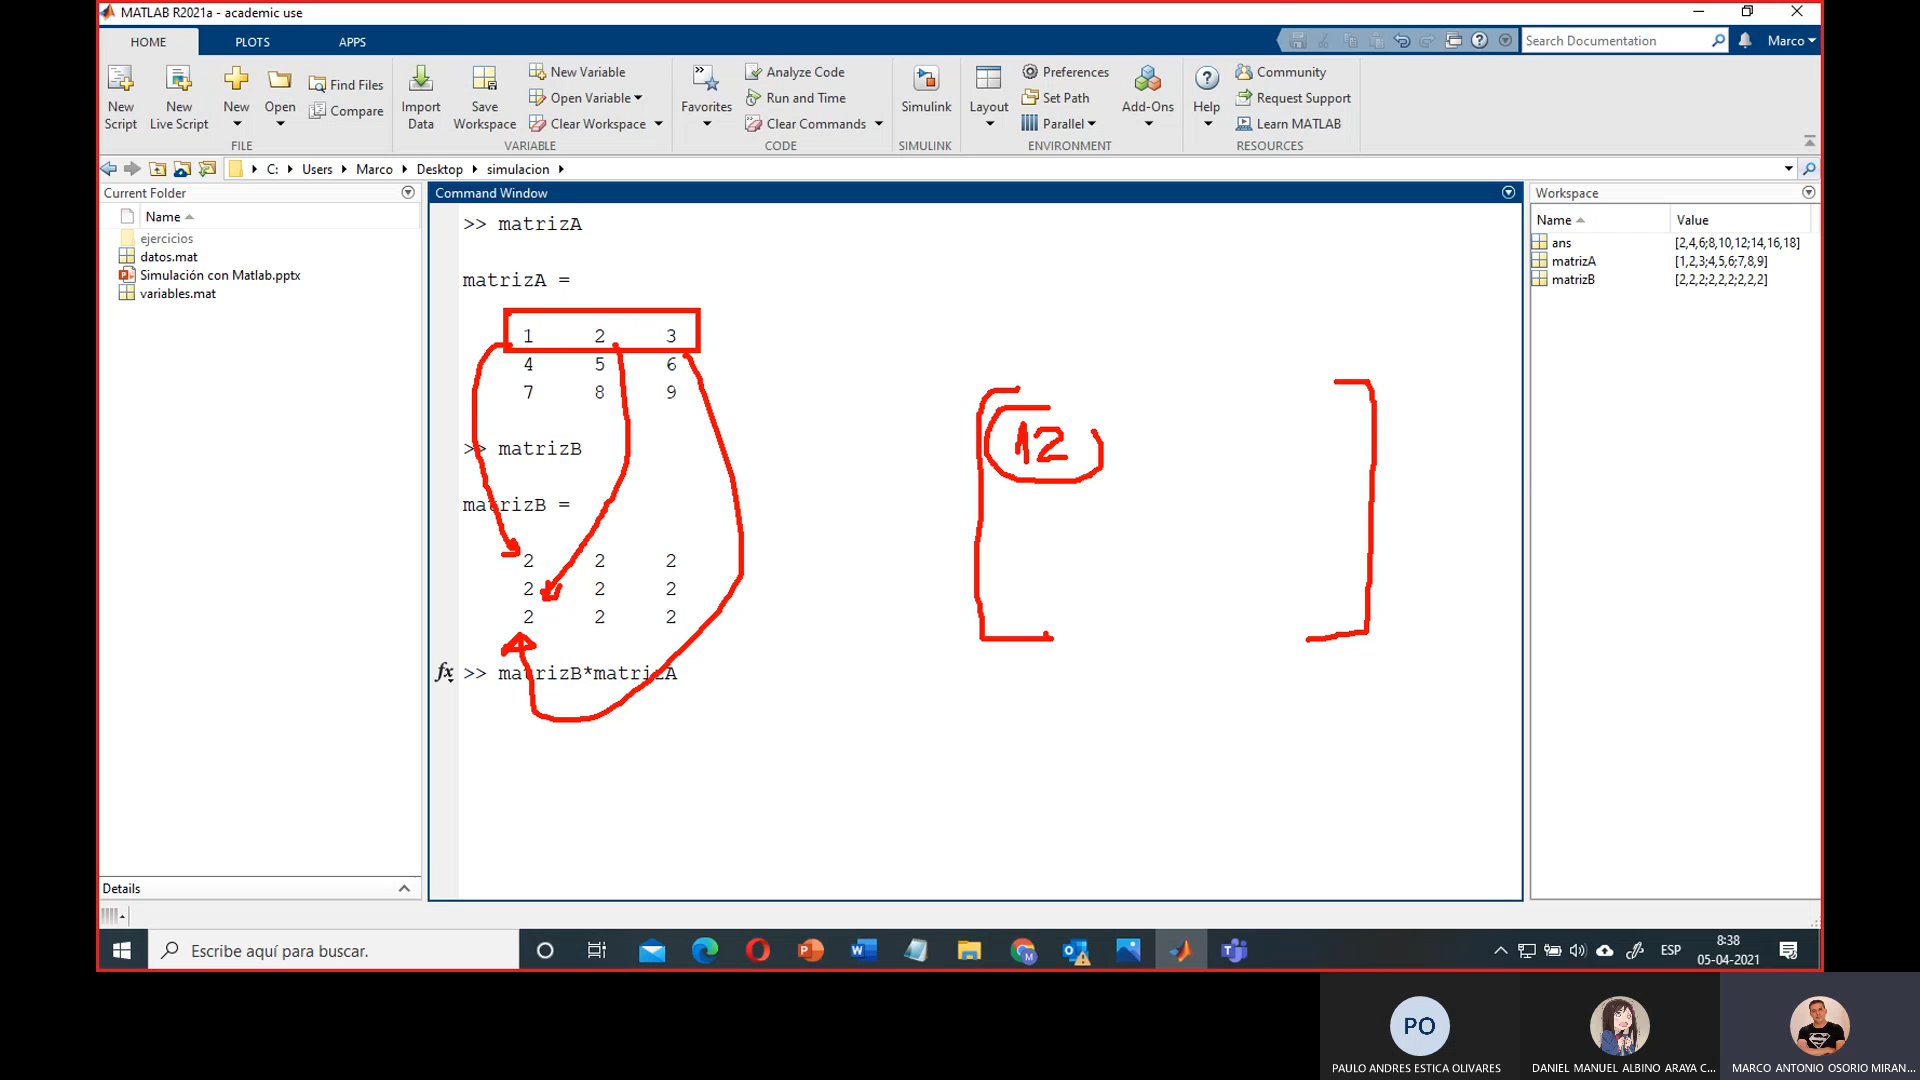 MATLAB R2021a - academic use
HOME PLOTS APPS
Search Documentation
Marco
New Script
New Live Script
New
Open
Find Files
Compare
FILE
Import Data
Save Workspace
New Variable
Open Variable
Clear Workspace
VARIABLE
Favorites
Analyze Code
Run and Time
Clear Commands
CODE
Simulink
SIMULINK
Layout
Preferences
Set Path
Parallel
Add-Ons
ENVIRONMENT
Help
Community
Request Support
Learn MATLAB
RESOURCES
C: Users Marco Desktop simulacion
Current Folder
Name
ejercicios
datos.mat
Simulación con Matlab.pptx
variables.mat
Details
Command Window
>> matrizA
matrizA =
1 2 3
4 5 6
7 8 9
>> matrizB
matrizB =
2 2 2
2 2 2
2 2 2
fx >> matrizB*matrizA
12
Workspace
Name Value
ans [2,4,6;8,10,12;14,16,18]
matrizA [1,2,3;4,5,6;7,8,9]
matrizB [2,2,2;2,2,2;2,2,2]
Escribe aquí para buscar.
ESP
8:38
05-04-2021
PO
PAULO ANDRES ESTICA OLIVARES
DANIEL MANUEL ALBINO ARAYA C...
MARCO ANTONIO OSORIO MIRAN...